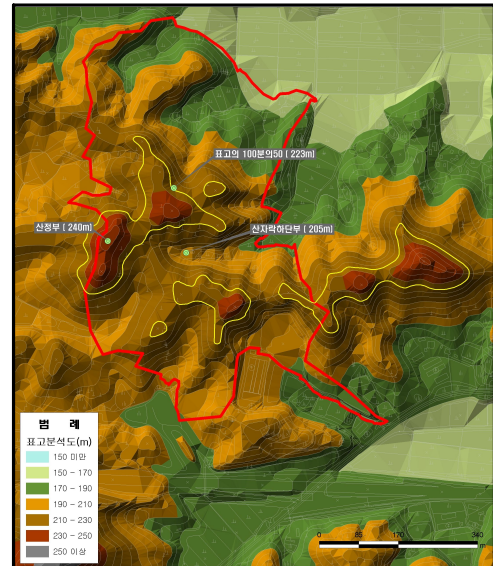 표고의 100분의50 ( 223m)
산정부 ( 240m)
산자락하단부 ( 205m)
범 례
표고분석도(m)
150 미만
150 - 170
170 - 190
190 - 210
210 - 230
230 - 250
250 이상
0 85 170 340
m